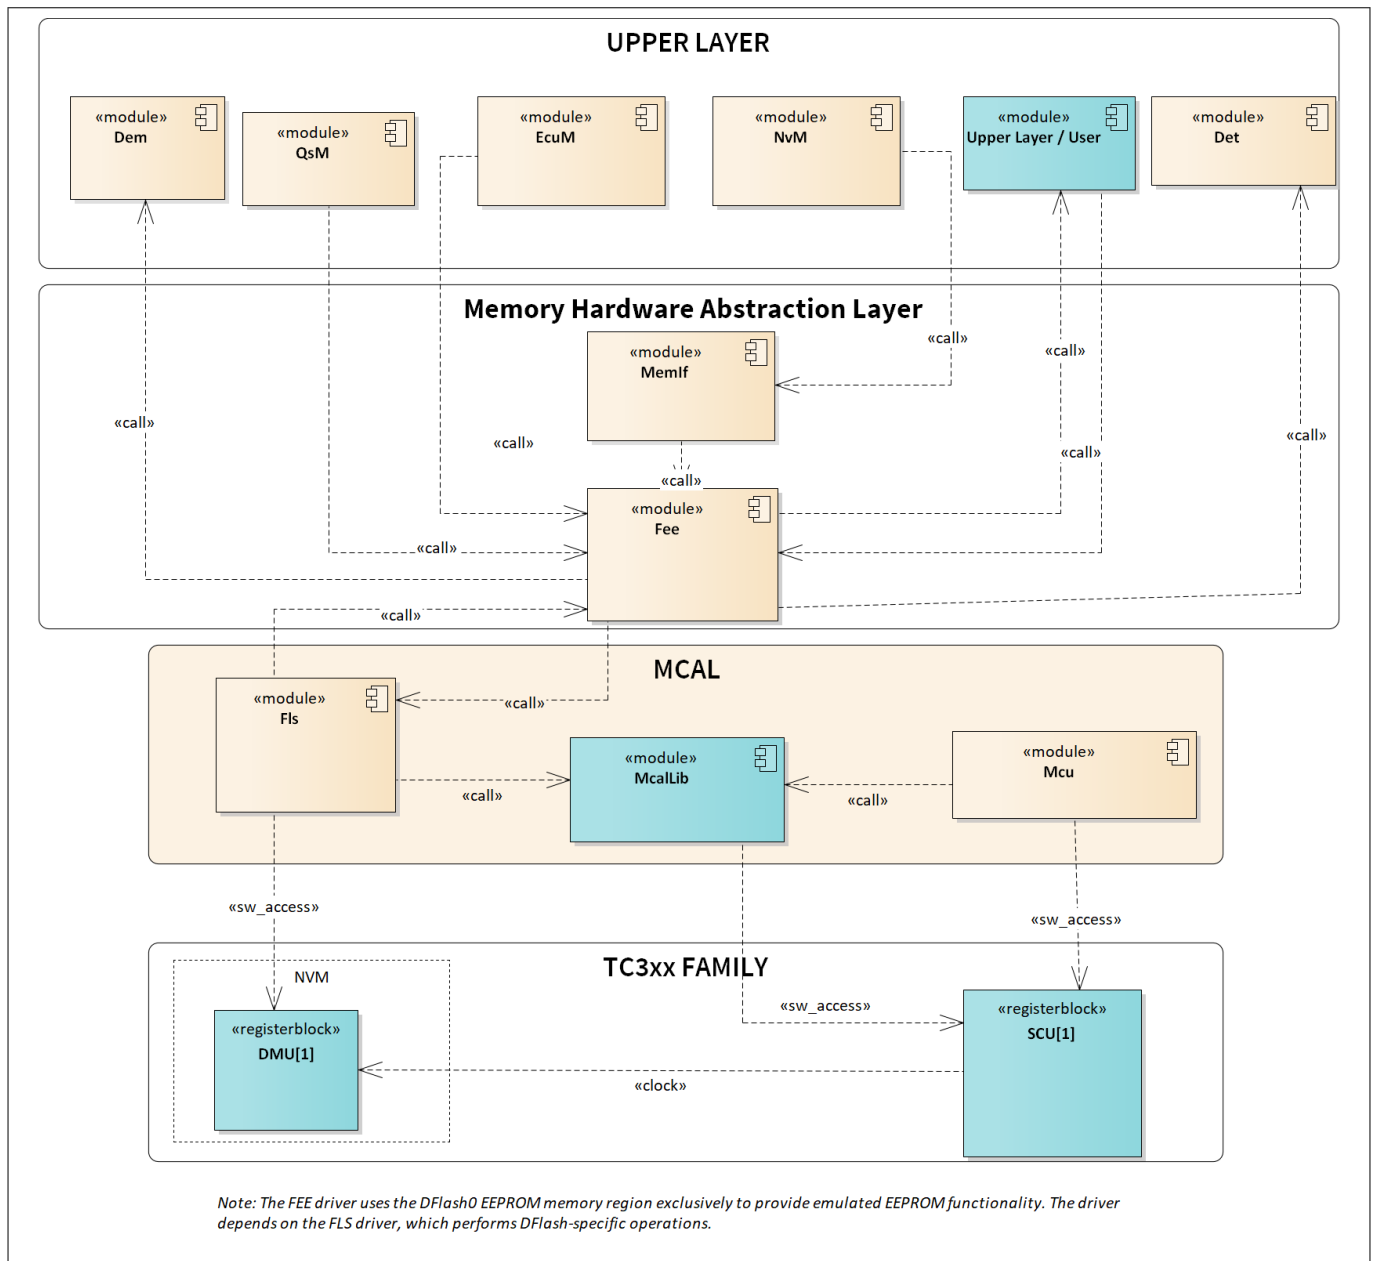 UPPER LAYER
«module»
Dem
«module»
QsM
«module»
EcuM
«module»
NvM
«module»
Upper Layer / User
«module»
Det
Memory Hardware Abstraction Layer
«module»
MemIf
«call»
«call»
«call»
«call»
«call»
«call»
«call»
«module»
Fee
«call»
«call»
MCAL
«module»
Fls
«call»
«module»
McalLib
«module»
Mcu
«call»
«call»
«sw_access»
«sw_access»
TC3xx FAMILY
NVM
«registerblock»
DMU[1]
«sw_access»
«registerblock»
SCU[1]
«clock»
Note: The FEE driver uses the DFlash0 EEPROM memory region exclusively to provide emulated EEPROM functionality. The driver
depends on the FLS driver, which performs DFlash-specific operations.